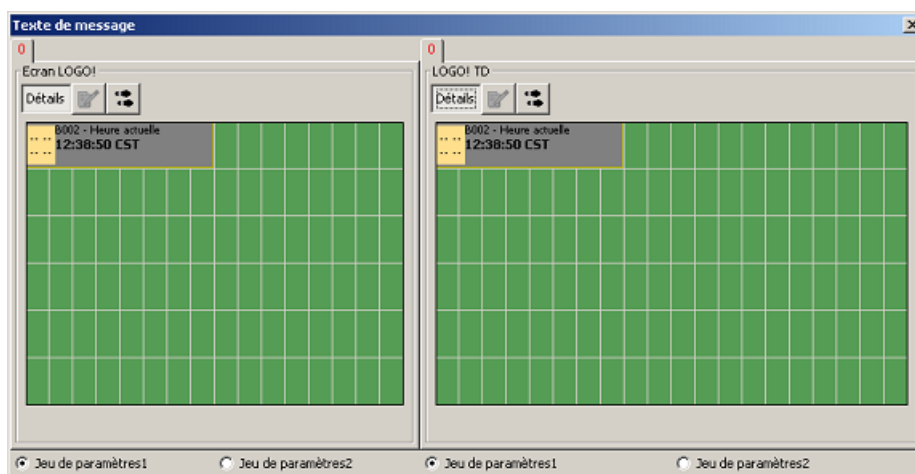 Texte de message
0
Ecran LOGO!
Détails
B002 - Heure actuelle
12:38:50 CST
Jeu de paramètres1
Jeu de paramètres2
0
LOGO! TD
Détails
B002 - Heure actuelle
12:38:50 CST
Jeu de paramètres1
Jeu de paramètres2